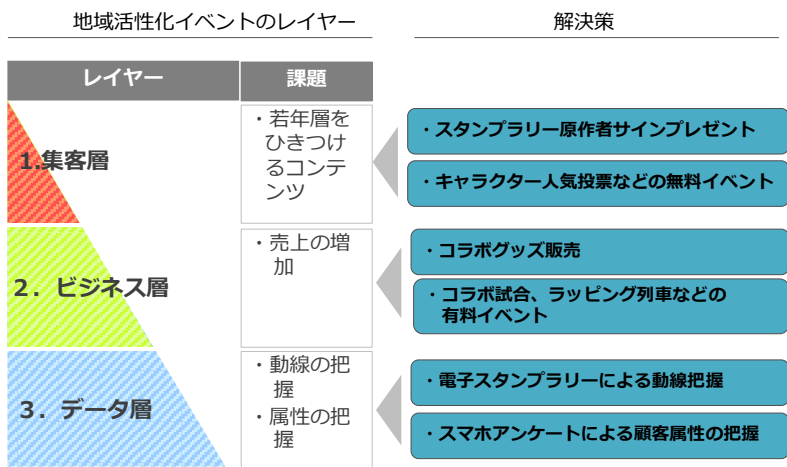 地域活性化イベントのレイヤー
解決策
レイヤー
課題
1.集客層
・若年層を
ひきつけ
るコンテ
ンツ
・スタンプラリー原作者サインプレゼント
・キャラクター人気投票などの無料イベント
2．ビジネス層
・売上の増
加
・コラボグッズ販売
・コラボ試合、ラッピング列車などの
有料イベント
3．データ層
・動線の把
握
・属性の把
握
・電子スタンプラリーによる動線把握
・スマホアンケートによる顧客属性の把握